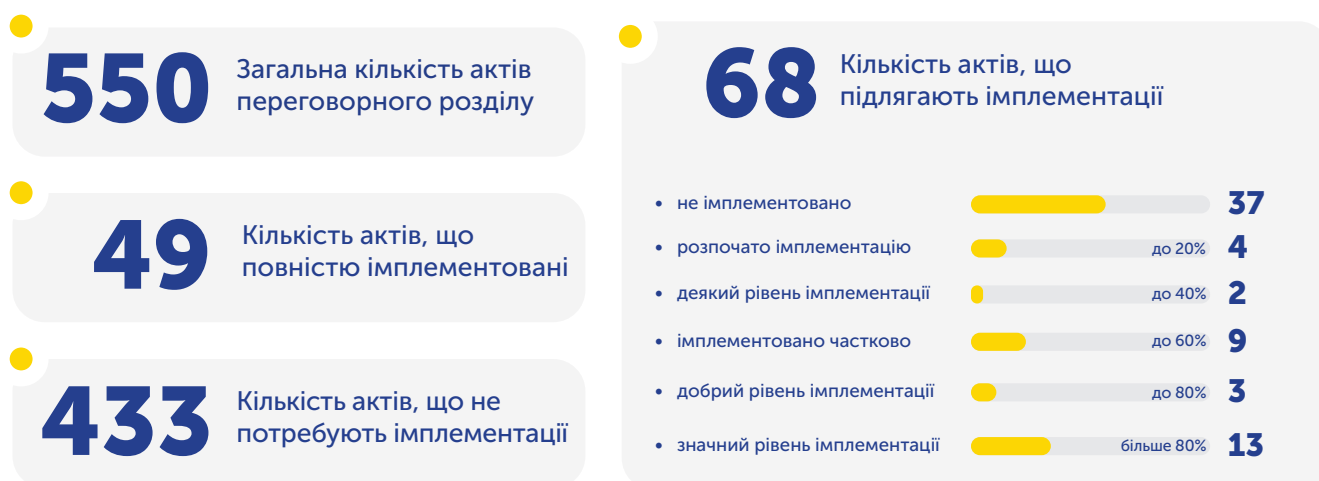 550
Загальна кількість актів
переговорного розділу
49
Кількість актів, що
повністю імплементовані
433
Кількість актів, що не
потребують імплементації
68
Кількість актів, що
підлягають імплементації
• не імплементовано 37
• розпочато імплементацію до 20% 4
• деякий рівень імплементації до 40% 2
• імплементовано частково до 60% 9
• добрий рівень імплементації до 80% 3
• значний рівень імплементації більше 80% 13